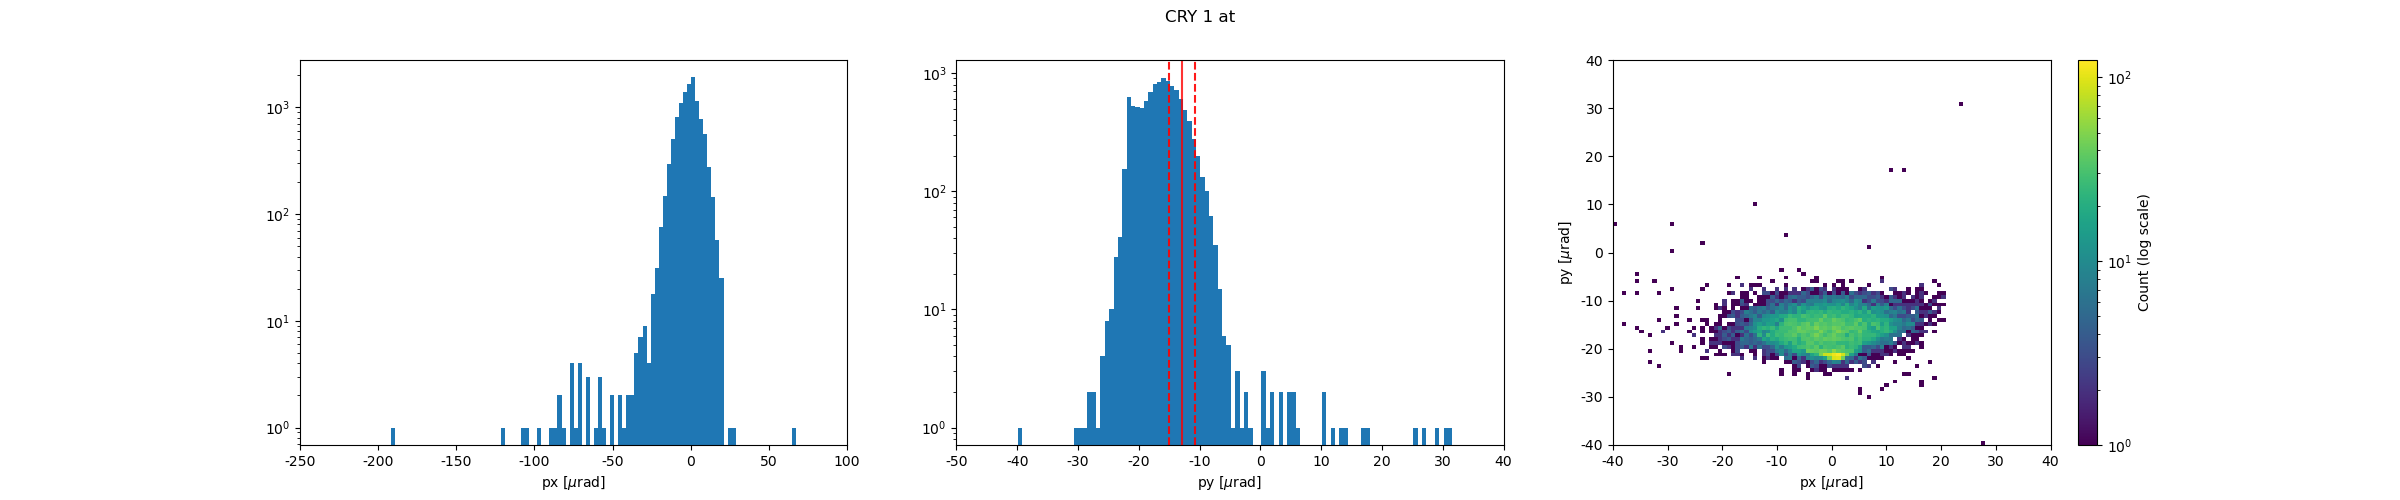 CRY 1 at
10³
10²
10¹
10⁰
-250 -200 -150 -100 -50 0 50 100
px [μrad]
10³
10²
10¹
10⁰
-50 -40 -30 -20 -10 0 10 20 30 40
py [μrad]
py [μrad]
40
30
20
10
0
-10
-20
-30
-40
-40 -30 -20 -10 0 10 20 30 40
px [μrad]
10²
10¹
10⁰
Count (log scale)